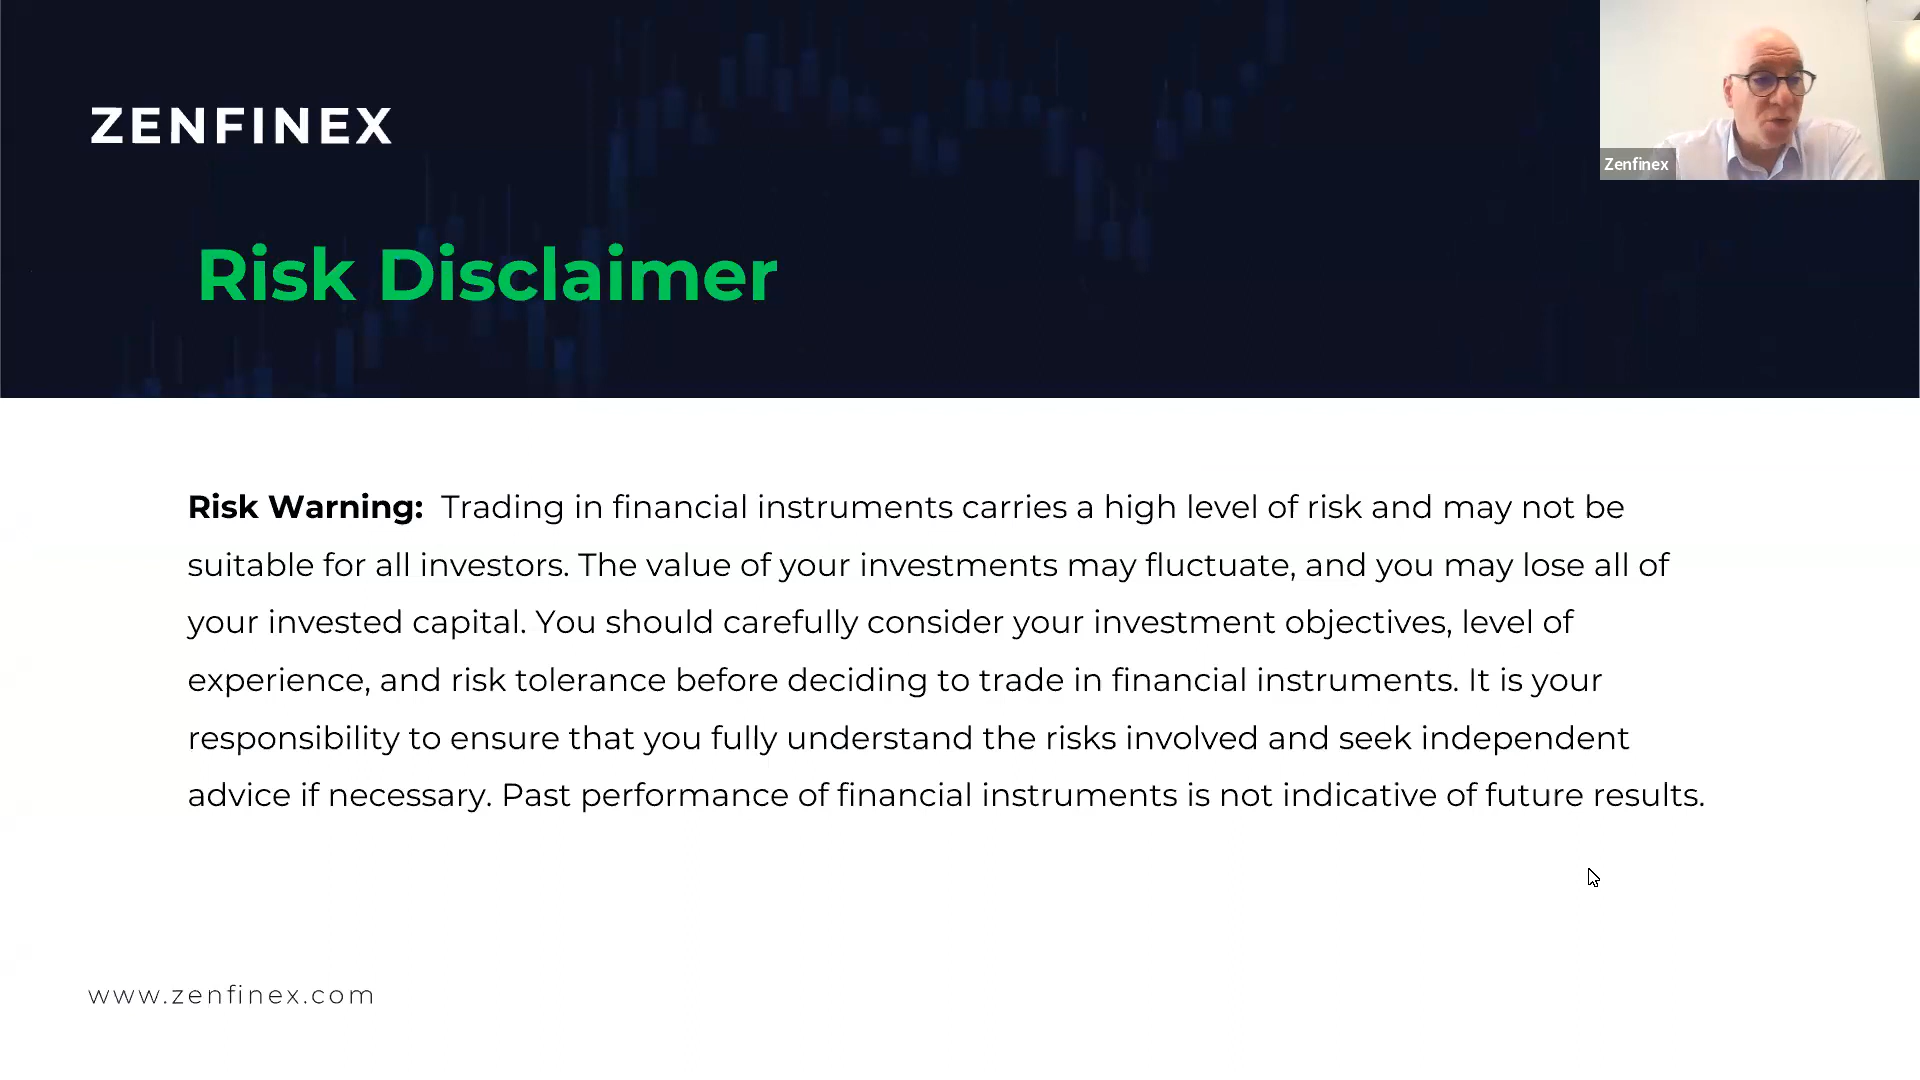 ZENFINEX
Zenfinex
Risk Disclaimer
Risk Warning: Trading in financial instruments carries a high level of risk and may not be
suitable for all investors. The value of your investments may fluctuate, and you may lose all of
your invested capital. You should carefully consider your investment objectives, level of
experience, and risk tolerance before deciding to trade in financial instruments. It is your
responsibility to ensure that you fully understand the risks involved and seek independent
advice if necessary. Past performance of financial instruments is not indicative of future results.
www.zenfinex.com